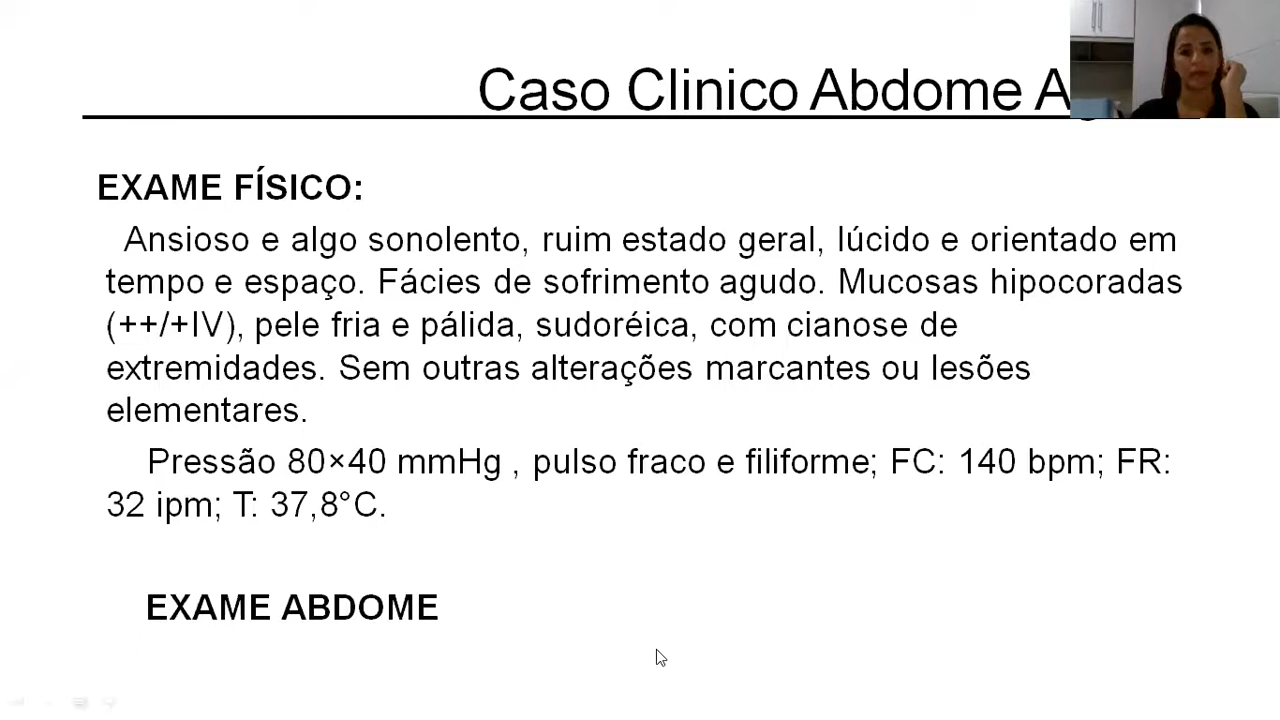 Caso Clinico Abdome
EXAME FÍSICO:
Ansioso e algo sonolento, ruim estado geral, lúcido e orientado em
tempo e espaço. Fácies de sofrimento agudo. Mucosas hipocoradas
(++/+IV), pele fria e pálida, sudoréica, com cianose de
extremidades. Sem outras alterações marcantes ou lesões
elementares.
Pressão 80×40 mmHg , pulso fraco e filiforme; FC: 140 bpm; FR:
32 ipm; T: 37,8°C.
EXAME ABDOME